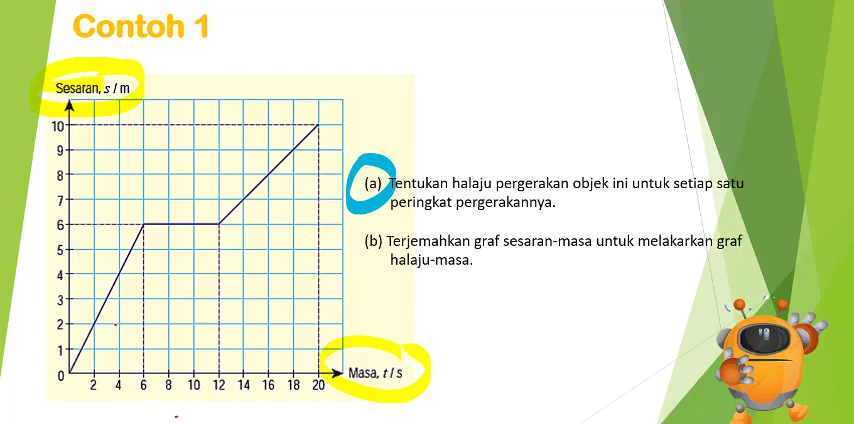 Contoh 1
Sesaran, s / m
10
9
8
7
6
5
4
3
2
1
0
2 4 6 8 10 12 14 16 18 20
Masa, t / s
(a) Tentukan halaju pergerakan objek ini untuk setiap satu
peringkat pergerakannya.
(b) Terjemahkan graf sesaran-masa untuk melakarkan graf
halaju-masa.